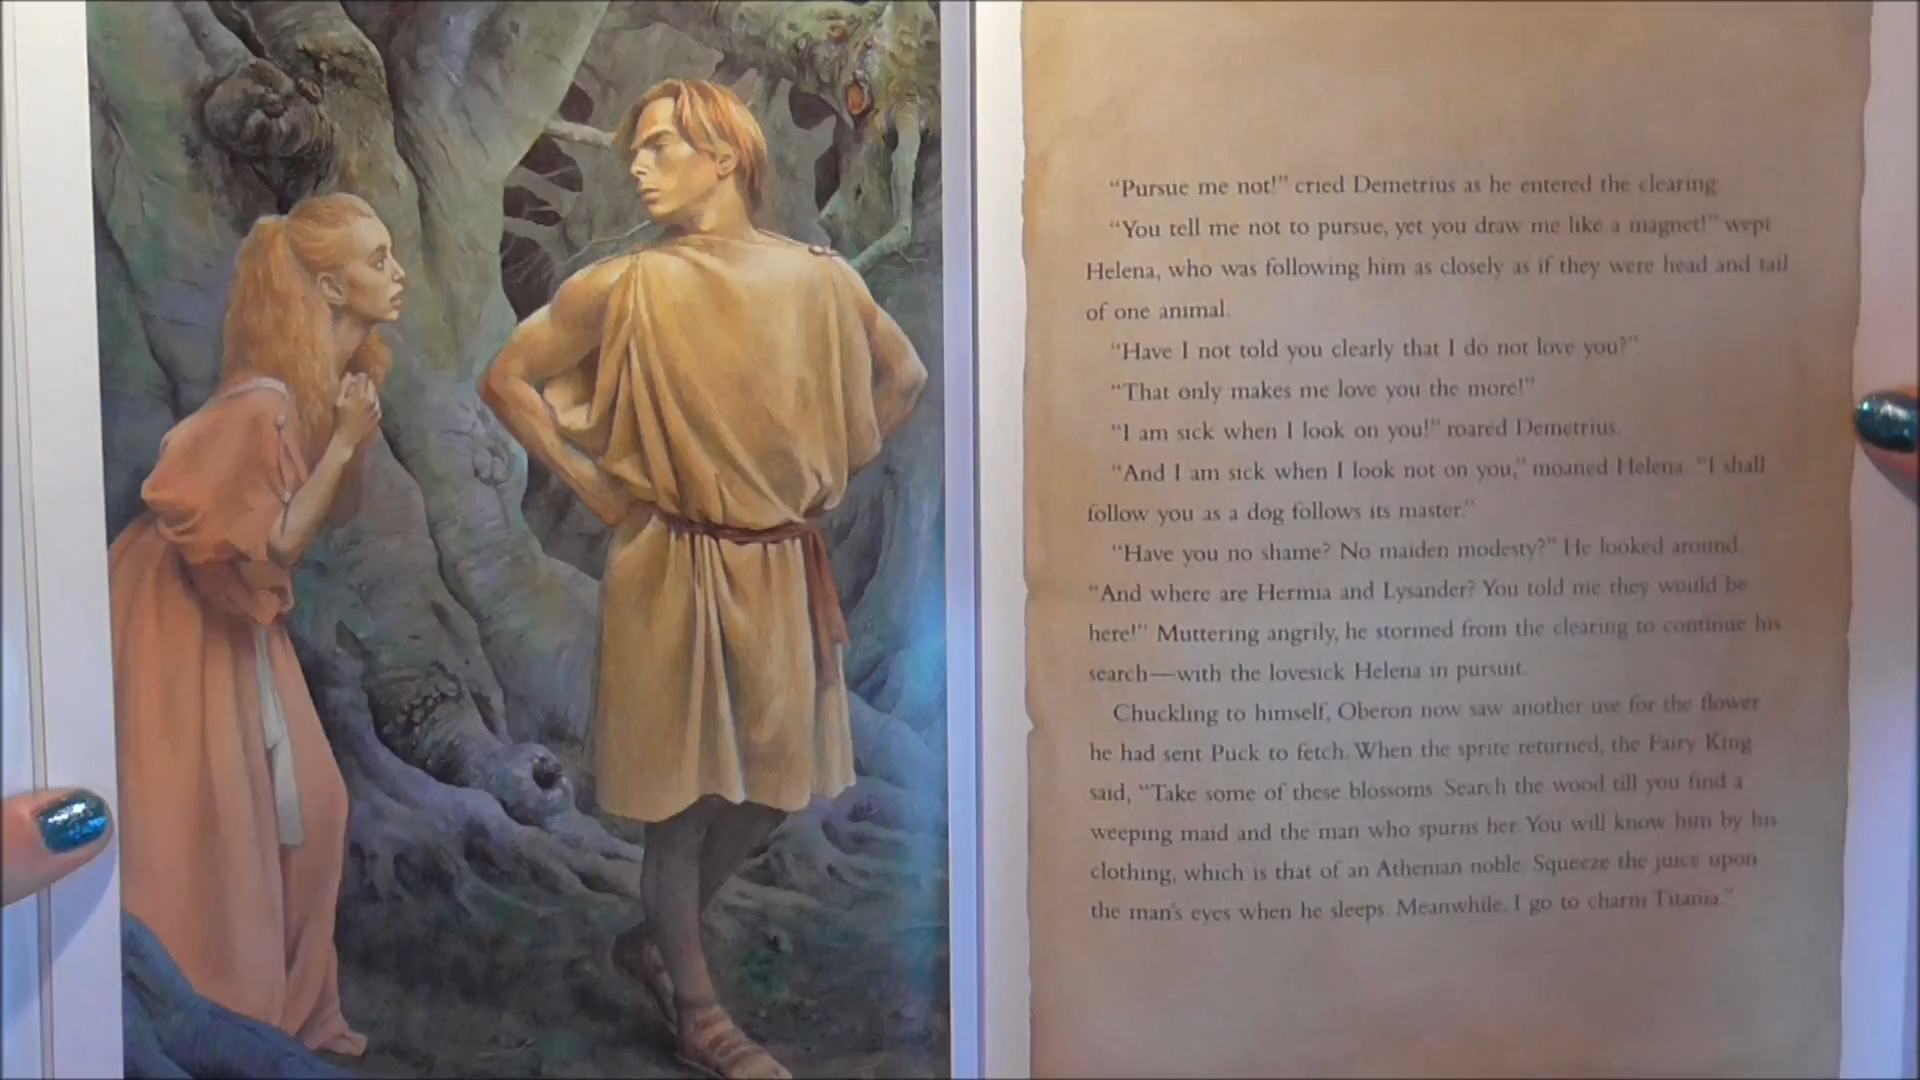 “Pursue me not!” cried Demetrius as he entered the clearing
“You tell me not to pursue, yet you draw me like a magnet!” wept
Helena, who was following him as closely as if they were head and tail
of one animal.
“Have I not told you clearly that I do not love you?”
“That only makes me love you the more!”
“I am sick when I look on you!” roared Demetrius.
“And I am sick when I look not on you,” moaned Helena. “I shall
follow you as a dog follows its master.”
“Have you no shame? No maiden modesty?” He looked around.
“And where are Hermia and Lysander? You told me they would be
here!” Muttering angrily, he stormed from the clearing to continue his
search—with the lovesick Helena in pursuit.
Chuckling to himself, Oberon now saw another use for the flower
he had sent Puck to fetch. When the sprite returned, the Fairy King
said, “Take some of these blossoms. Search the wood till you find a
weeping maid and the man who spurns her. You will know him by his
clothing, which is that of an Athenian noble. Squeeze the juice upon
the man's eyes when he sleeps. Meanwhile, I go to charm Titania.”